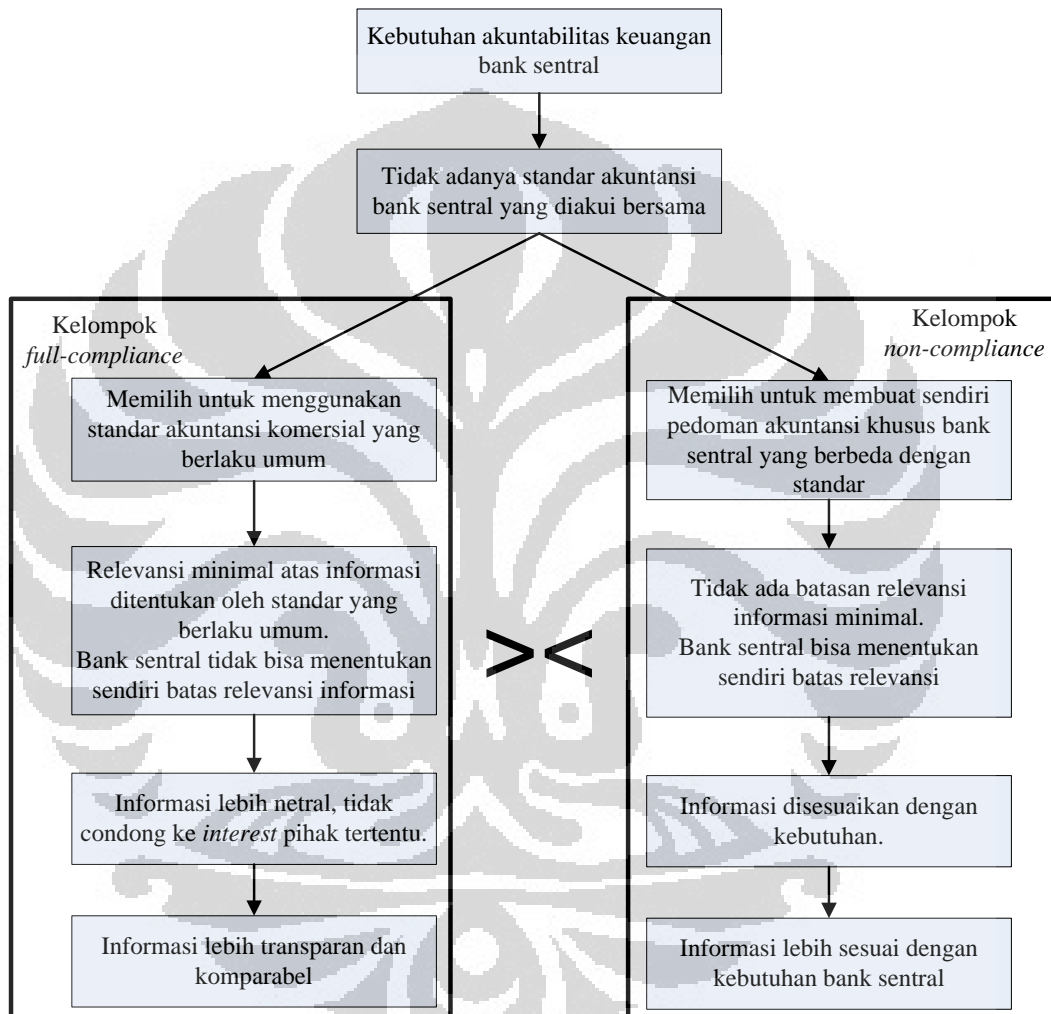 Kebutuhan akuntabilitas keuangan
bank sentral
Tidak adanya standar akuntansi
bank sentral yang diakui bersama
Kelompok
full-compliance
Memilih untuk menggunakan
standar akuntansi komersial yang
berlaku umum
Relevansi minimal atas informasi
ditentukan oleh standar yang
berlaku umum.
Bank sentral tidak bisa menentukan
sendiri batas relevansi informasi
Informasi lebih netral, tidak
condong ke interest pihak tertentu.
Informasi lebih transparan dan
komparabel
><
Kelompok
non-compliance
Memilih untuk membuat sendiri
pedoman akuntansi khusus bank
sentral yang berbeda dengan
standar
Tidak ada batasan relevansi
informasi minimal.
Bank sentral bisa menentukan
sendiri batas relevansi
Informasi disesuaikan dengan
kebutuhan.
Informasi lebih sesuai dengan
kebutuhan bank sentral